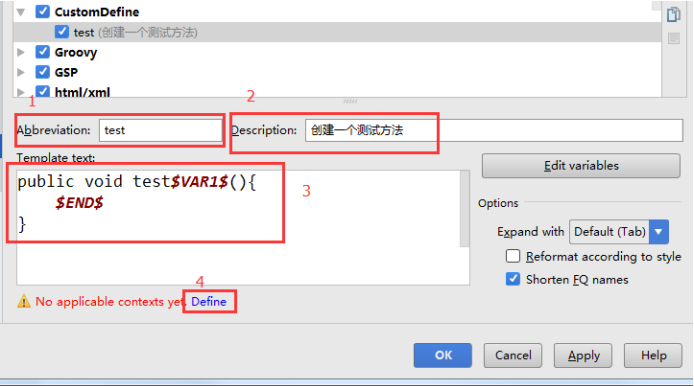 CustomDefine
test (创建一个测试方法)
Groovy
GSP
html/xml
1
2
Abbreviation: test Description: 创建一个测试方法
Template text:
Edit variables
public void test$VAR1$(){
$END$
}
3
Options
Expand with Default (Tab)
Reformat according to style
Shorten FQ names
4
No applicable contexts yet. Define
OK Cancel Apply Help